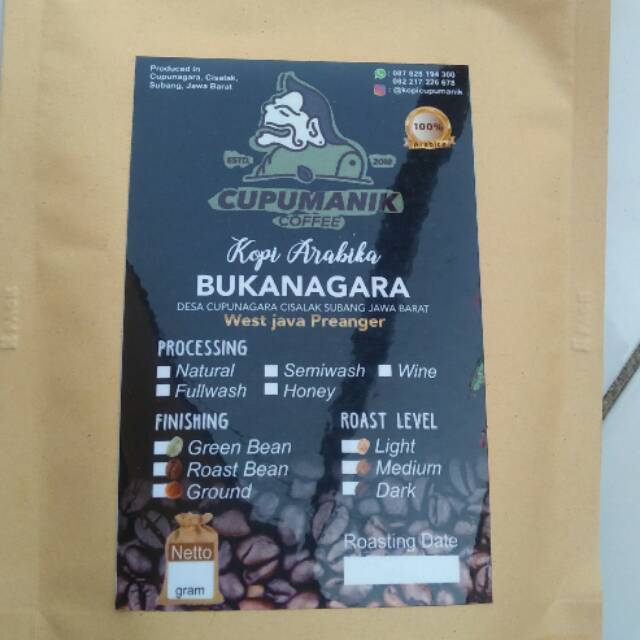 Produced in
Cupunagara, Cisalak,
Subang, Jawa Barat
: 087 828 194 300
082 217 226 678
: @kopicupumanik
100%
Arabica
ESTD. 2018
CUPUMANIK
COFFEE
Kopi Arabika
BUKANAGARA
DESA CUPUNAGARA CISALAK SUBANG JAWA BARAT
West java Preanger
PROCESSING
Natural Semiwash Wine
Fullwash Honey
FINISHING ROAST LEVEL
Green Bean Light
Roast Bean Medium
Ground Dark
Netto
gram
Roasting Date